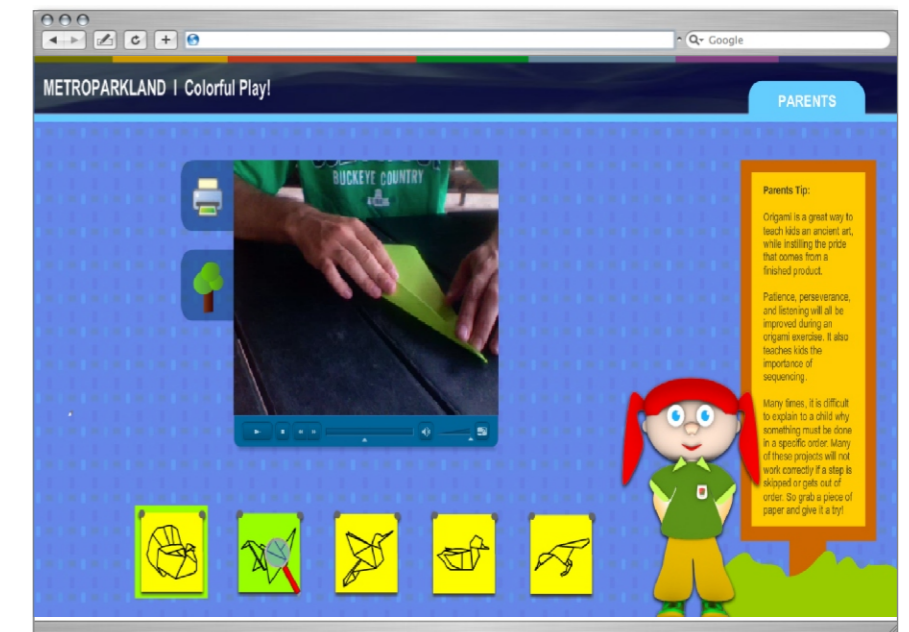 Google
METROPARKLAND | Colorful Play!
PARENTS
BUCKEYE COUNTRY
Parents Tip:
Origami is a great way to
teach kids an ancient art,
while instilling the pride
that comes from a
finished product.
Patience, perseverance,
and listening will all be
improved during an
origami exercise. It also
teaches kids the
importance of
sequencing.
Many times, it is difficult
to explain to a child why
something must be done
in a specific order. Many
of these projects will not
work correctly if a step is
skipped or gets out of
order. So grab a piece of
paper and give it a try!